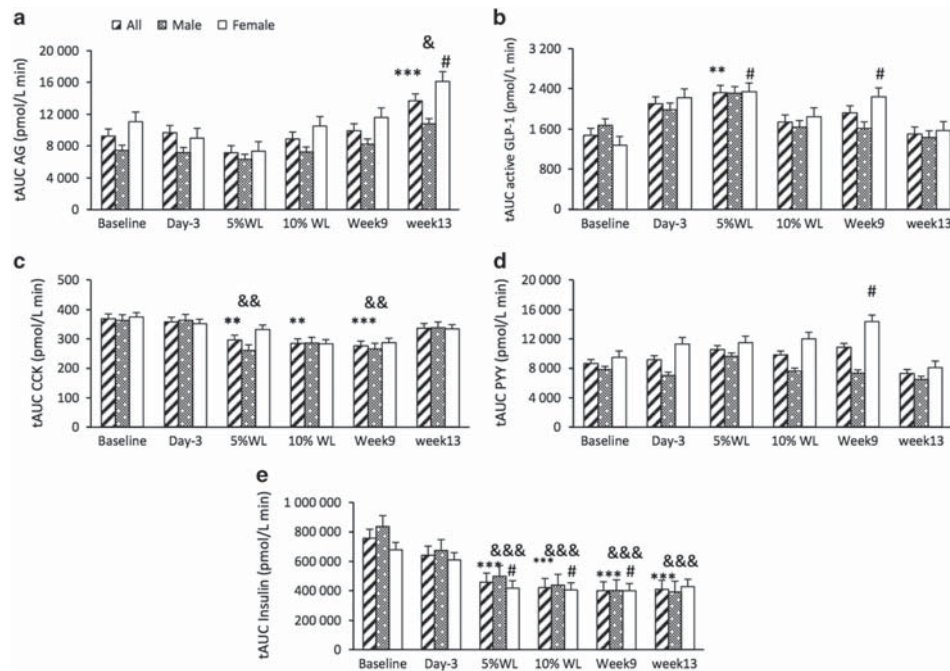 a
All Male Female
tAUC AG (pmol/L min)
20 000
16 000
12 000
8 000
4 000
0
***
&
#
Baseline Day-3 5%WL 10% WL Week9 week13
b
tAUC active GLP-1 (pmol/L min)
3 200
2 400
1 600
800
0
**
#
#
Baseline Day-3 5%WL 10% WL Week9 week13
c
tAUC CCK (pmol/L min)
500
400
300
200
100
0
&&
**
**
&&
***
Baseline Day-3 5%WL 10% WL Week9 week13
d
tAUC PYY (pmol/L min)
20 000
16 000
12 000
8 000
4 000
0
#
Baseline Day-3 5%WL 10% WL Week9 week13
e
tAUC Insulin (pmol/L min)
1 000 000
800 000
600 000
400 000
200 000
0
&&& &&& &&& &&&
*** *** *** ***
# # #
Baseline Day-3 5%WL 10% WL Week9 week13